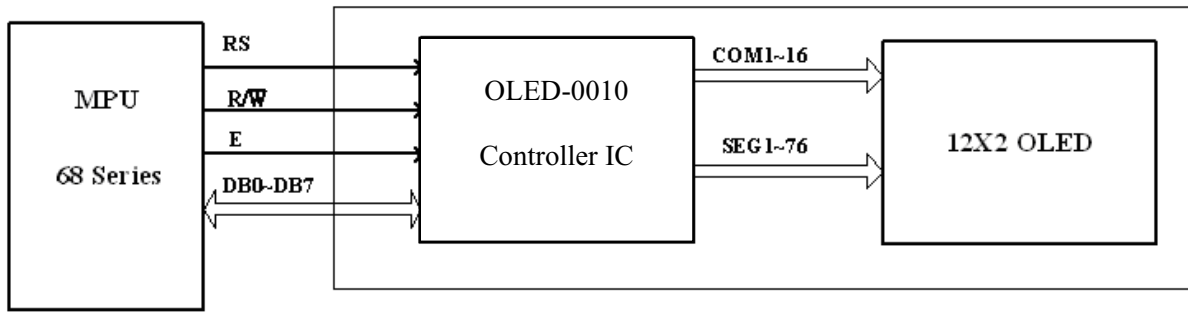 MPU
68 Series
RS
R/W̅
E
DB0~DB7
OLED-0010
Controller IC
COM1~16
SEG1~76
12X2 OLED